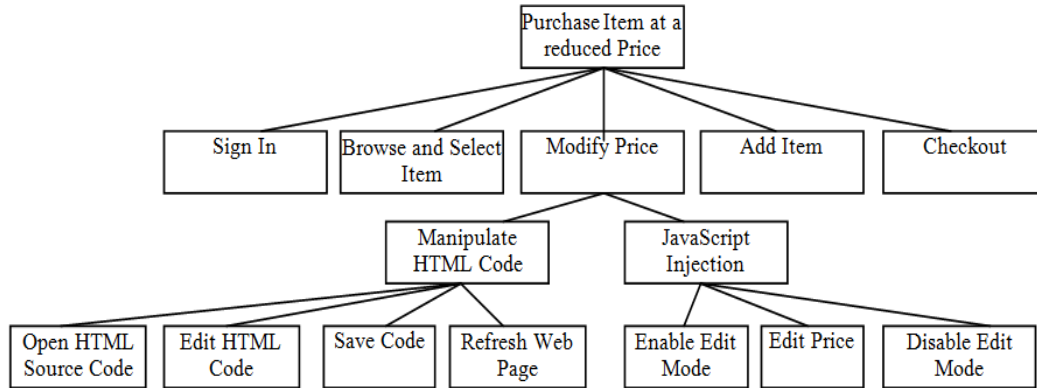 Purchase Item at a
reduced Price
Sign In
Browse and Select
Item
Modify Price
Add Item
Checkout
Manipulate
HTML Code
JavaScript
Injection
Open HTML
Source Code
Edit HTML
Code
Save Code
Refresh Web
Page
Enable Edit
Mode
Edit Price
Disable Edit
Mode